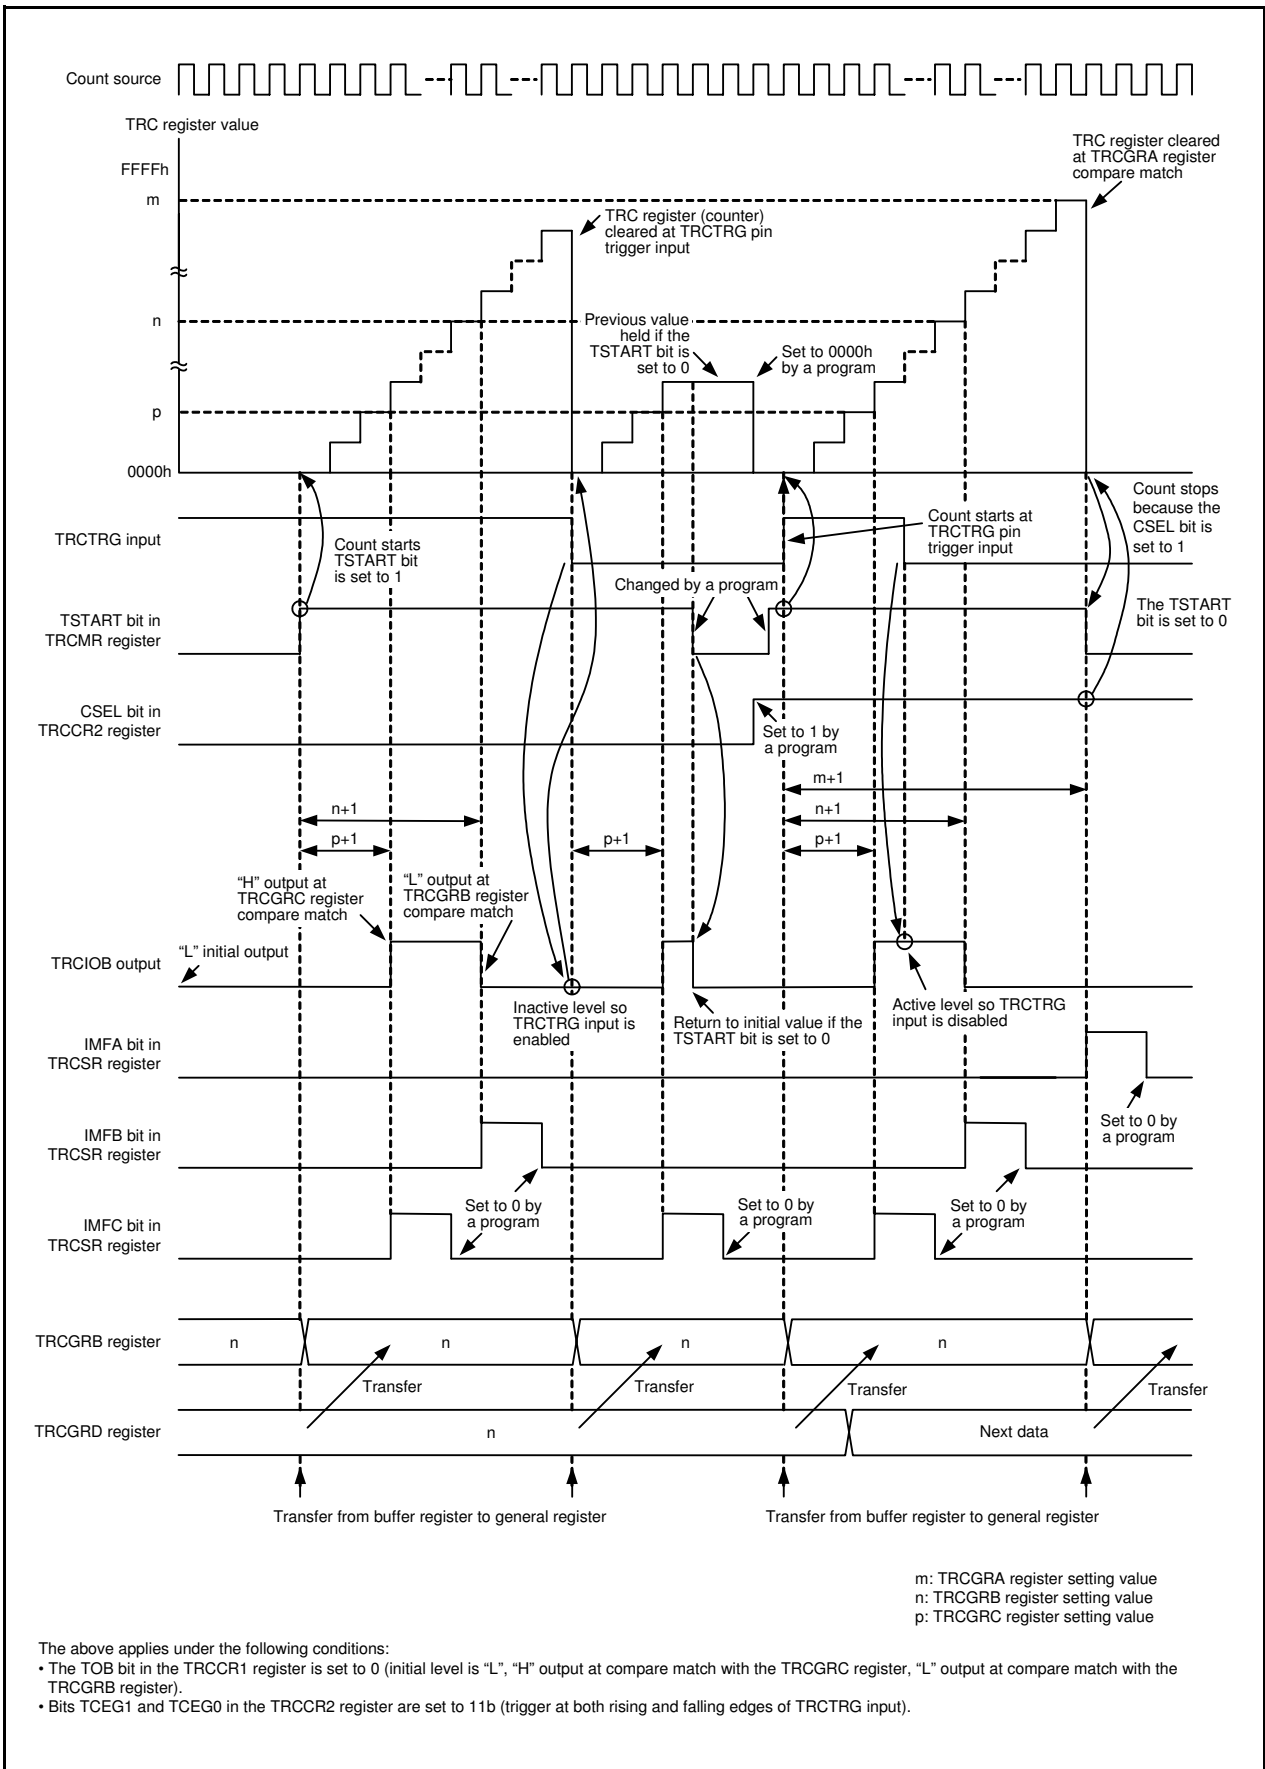 Count source
TRC register value
FFFFh
m
TRC register cleared
at TRCGRA register
compare match
TRC register (counter)
cleared at TRCTRG pin
trigger input
n
Previous value
held if the
TSTART bit is
set to 0
Set to 0000h
by a program
p
0000h
TRCTRG input
Count starts
TSTART bit
is set to 1
Count starts at
TRCTRG pin
trigger input
Count stops
because the
CSEL bit is
set to 1
Changed by a program
TSTART bit in
TRCMR register
The TSTART
bit is set to 0
CSEL bit in
TRCCR2 register
Set to 1 by
a program
m+1
n+1
n+1
p+1
p+1
p+1
“H” output at
TRCGRC register
compare match
“L” output at
TRCGRB register
compare match
“L” initial output
TRCIOB output
Inactive level so
TRCTRG input is
enabled
Return to initial value if the
TSTART bit is set to 0
Active level so TRCTRG
input is disabled
IMFA bit in
TRCSR register
Set to 0 by
a program
IMFB bit in
TRCSR register
Set to 0 by
a program
Set to 0 by
a program
Set to 0 by
a program
IMFC bit in
TRCSR register
TRCGRB register
n
n
n
n
Transfer
Transfer
Transfer
Transfer
TRCGRD register
n
Next data
Transfer from buffer register to general register
Transfer from buffer register to general register
m: TRCGRA register setting value
n: TRCGRB register setting value
p: TRCGRC register setting value
The above applies under the following conditions:
• The TOB bit in the TRCCR1 register is set to 0 (initial level is “L”, “H” output at compare match with the TRCGRC register, “L” output at compare match with the
TRCGRB register).
• Bits TCEG1 and TCEG0 in the TRCCR2 register are set to 11b (trigger at both rising and falling edges of TRCTRG input).